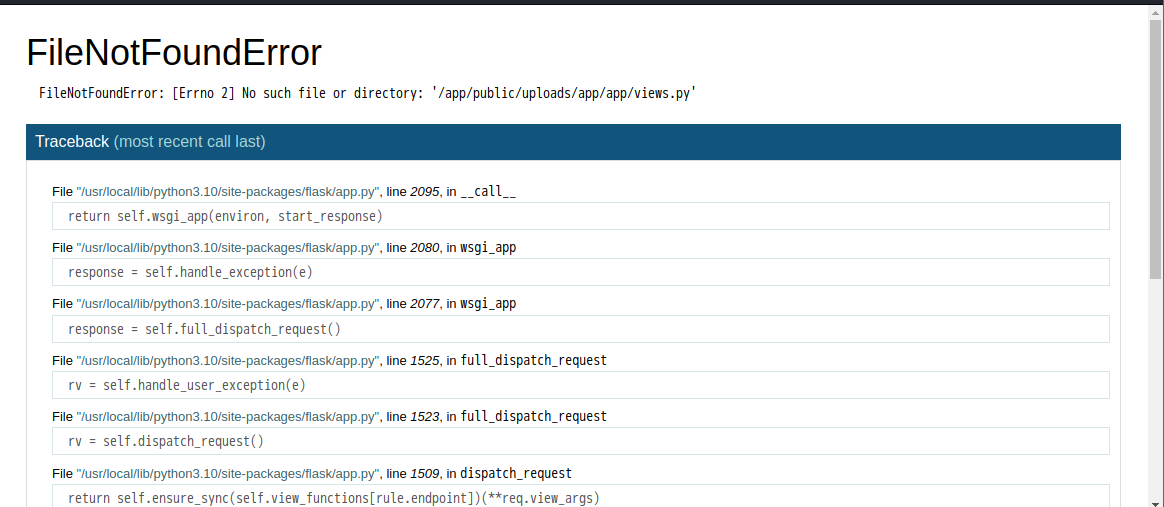 FileNotFoundError
FileNotFoundError: [Errno 2] No such file or directory: '/app/public/uploads/app/app/views.py'
Traceback (most recent call last)
File "/usr/local/lib/python3.10/site-packages/flask/app.py", line 2095, in __call__
return self.wsgi_app(environ, start_response)
File "/usr/local/lib/python3.10/site-packages/flask/app.py", line 2080, in wsgi_app
response = self.handle_exception(e)
File "/usr/local/lib/python3.10/site-packages/flask/app.py", line 2077, in wsgi_app
response = self.full_dispatch_request()
File "/usr/local/lib/python3.10/site-packages/flask/app.py", line 1525, in full_dispatch_request
rv = self.handle_user_exception(e)
File "/usr/local/lib/python3.10/site-packages/flask/app.py", line 1523, in full_dispatch_request
rv = self.dispatch_request()
File "/usr/local/lib/python3.10/site-packages/flask/app.py", line 1509, in dispatch_request
return self.ensure_sync(self.view_functions[rule.endpoint])(**req.view_args)